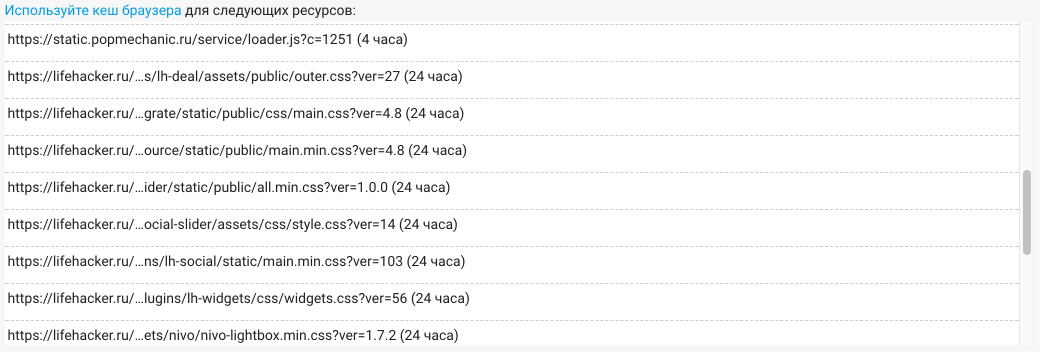 Используйте кеш браузера для следующих ресурсов:
https://static.popmechanic.ru/service/loader.js?c=1251 (4 часа)
https://lifehacker.ru/…s/lh-deal/assets/public/outer.css?ver=27 (24 часа)
https://lifehacker.ru/…grate/static/public/css/main.css?ver=4.8 (24 часа)
https://lifehacker.ru/…ource/static/public/main.min.css?ver=4.8 (24 часа)
https://lifehacker.ru/…ider/static/public/all.min.css?ver=1.0.0 (24 часа)
https://lifehacker.ru/…ocial-slider/assets/css/style.css?ver=14 (24 часа)
https://lifehacker.ru/…ns/lh-social/static/main.min.css?ver=103 (24 часа)
https://lifehacker.ru/…lugins/lh-widgets/css/widgets.css?ver=56 (24 часа)
https://lifehacker.ru/…ets/nivo/nivo-lightbox.min.css?ver=1.7.2 (24 часа)